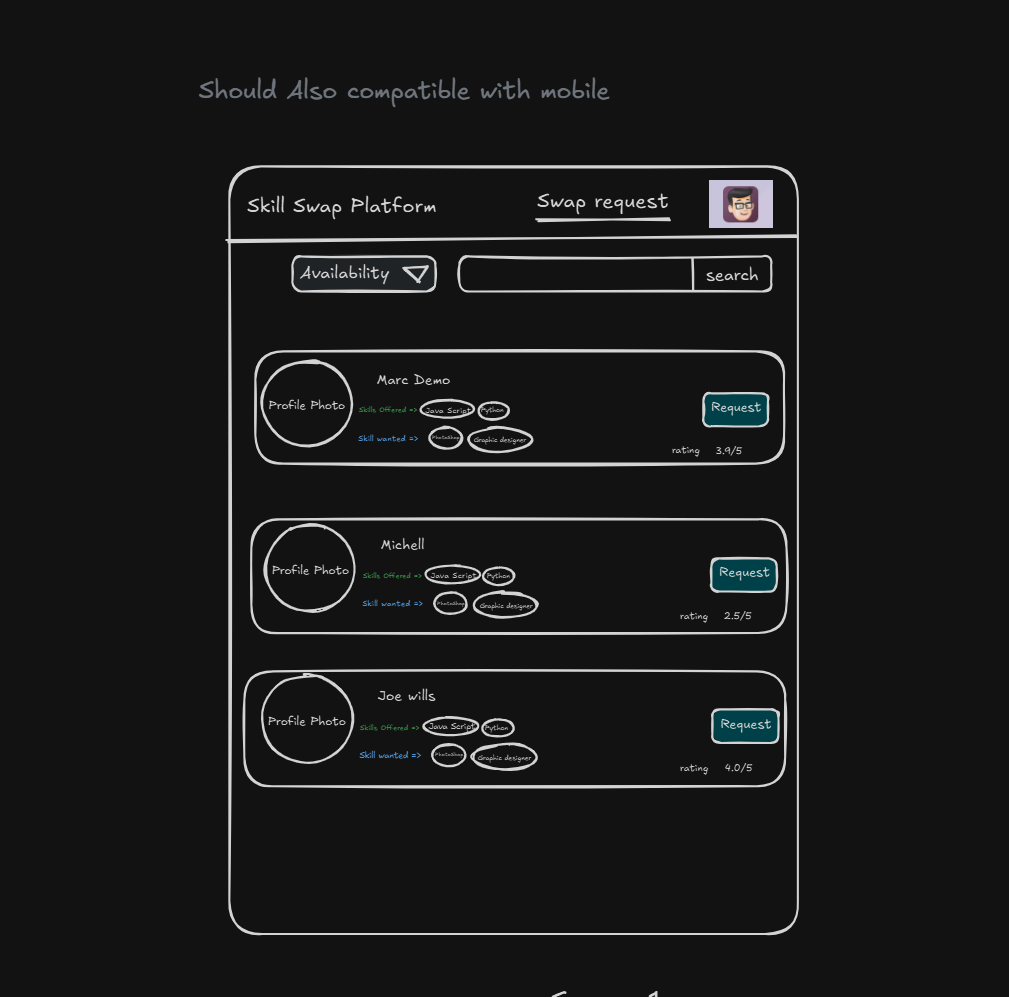 Should Also compatible with mobile
Skill Swap Platform
Swap request
Availability
search
Marc Demo
Profile Photo
Skills Offered => Java Script Python
Request
Skill wanted => PhotoShop Graphic designer
rating 3.9/5
Michell
Profile Photo
Skills Offered => Java Script Python
Request
Skill wanted => PhotoShop Graphic designer
rating 2.5/5
Joe wills
Profile Photo
Skills Offered => Java Script Python
Request
Skill wanted => PhotoShop Graphic designer
rating 4.0/5